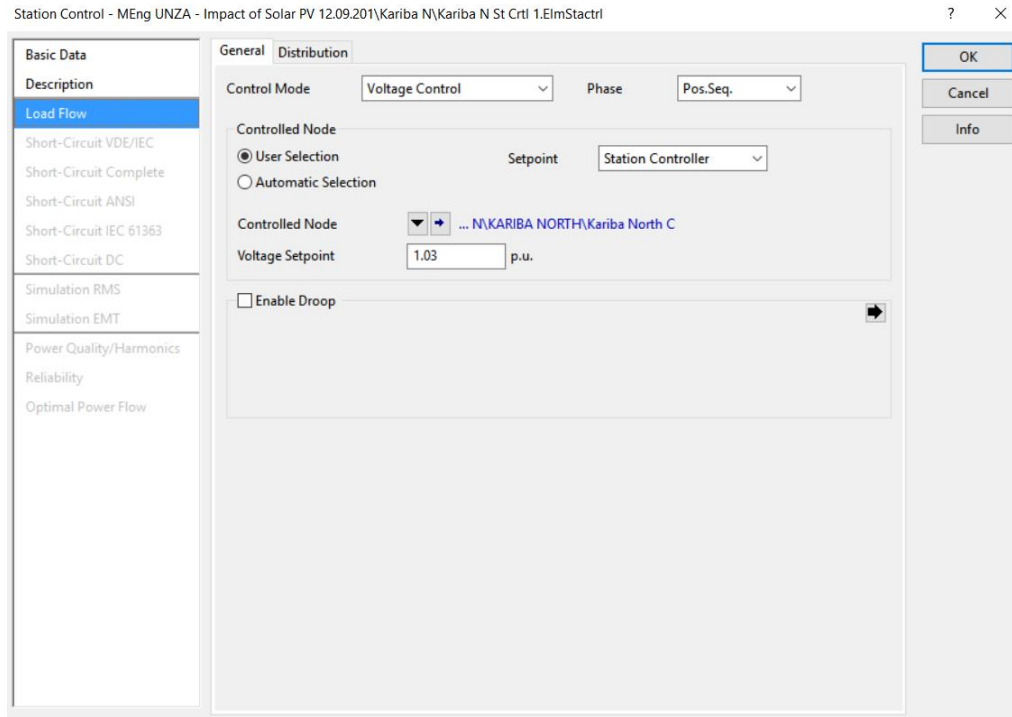 Station Control - MEng UNZA - Impact of Solar PV 12.09.201\Kariba N\Kariba N St Crtl 1.ElmStactrl ?
Basic Data
Description
Load Flow
Short-Circuit VDE/IEC
Short-Circuit Complete
Short-Circuit ANSI
Short-Circuit IEC 61363
Short-Circuit DC
Simulation RMS
Simulation EMT
Power Quality/Harmonics
Reliability
Optimal Power Flow
General Distribution
Control Mode Voltage Control Phase Pos.Seq.
Controlled Node
User Selection Setpoint Station Controller
Automatic Selection
Controlled Node ... N\KARIBA NORTH\Kariba North C
Voltage Setpoint 1.03 p.u.
Enable Droop
OK
Cancel
Info